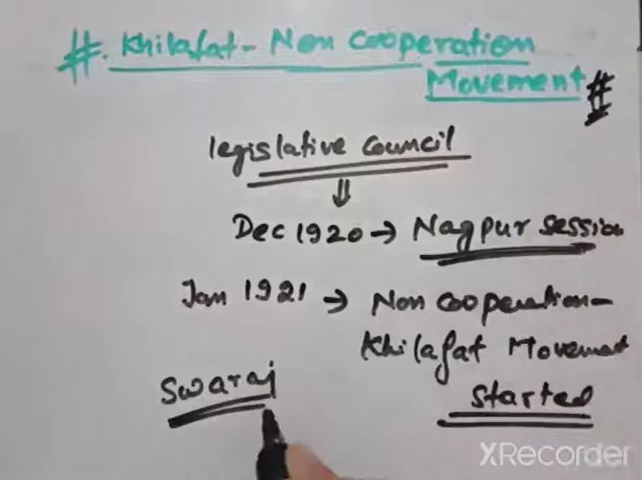 #. Khilafat - Non Cooperation
Movement #
legislative Council
⇓
Dec 1920 → Nagpur session
Jan 1921 → Non cooperation -
Khilafat Movement
started
Swaraj
XRecorder